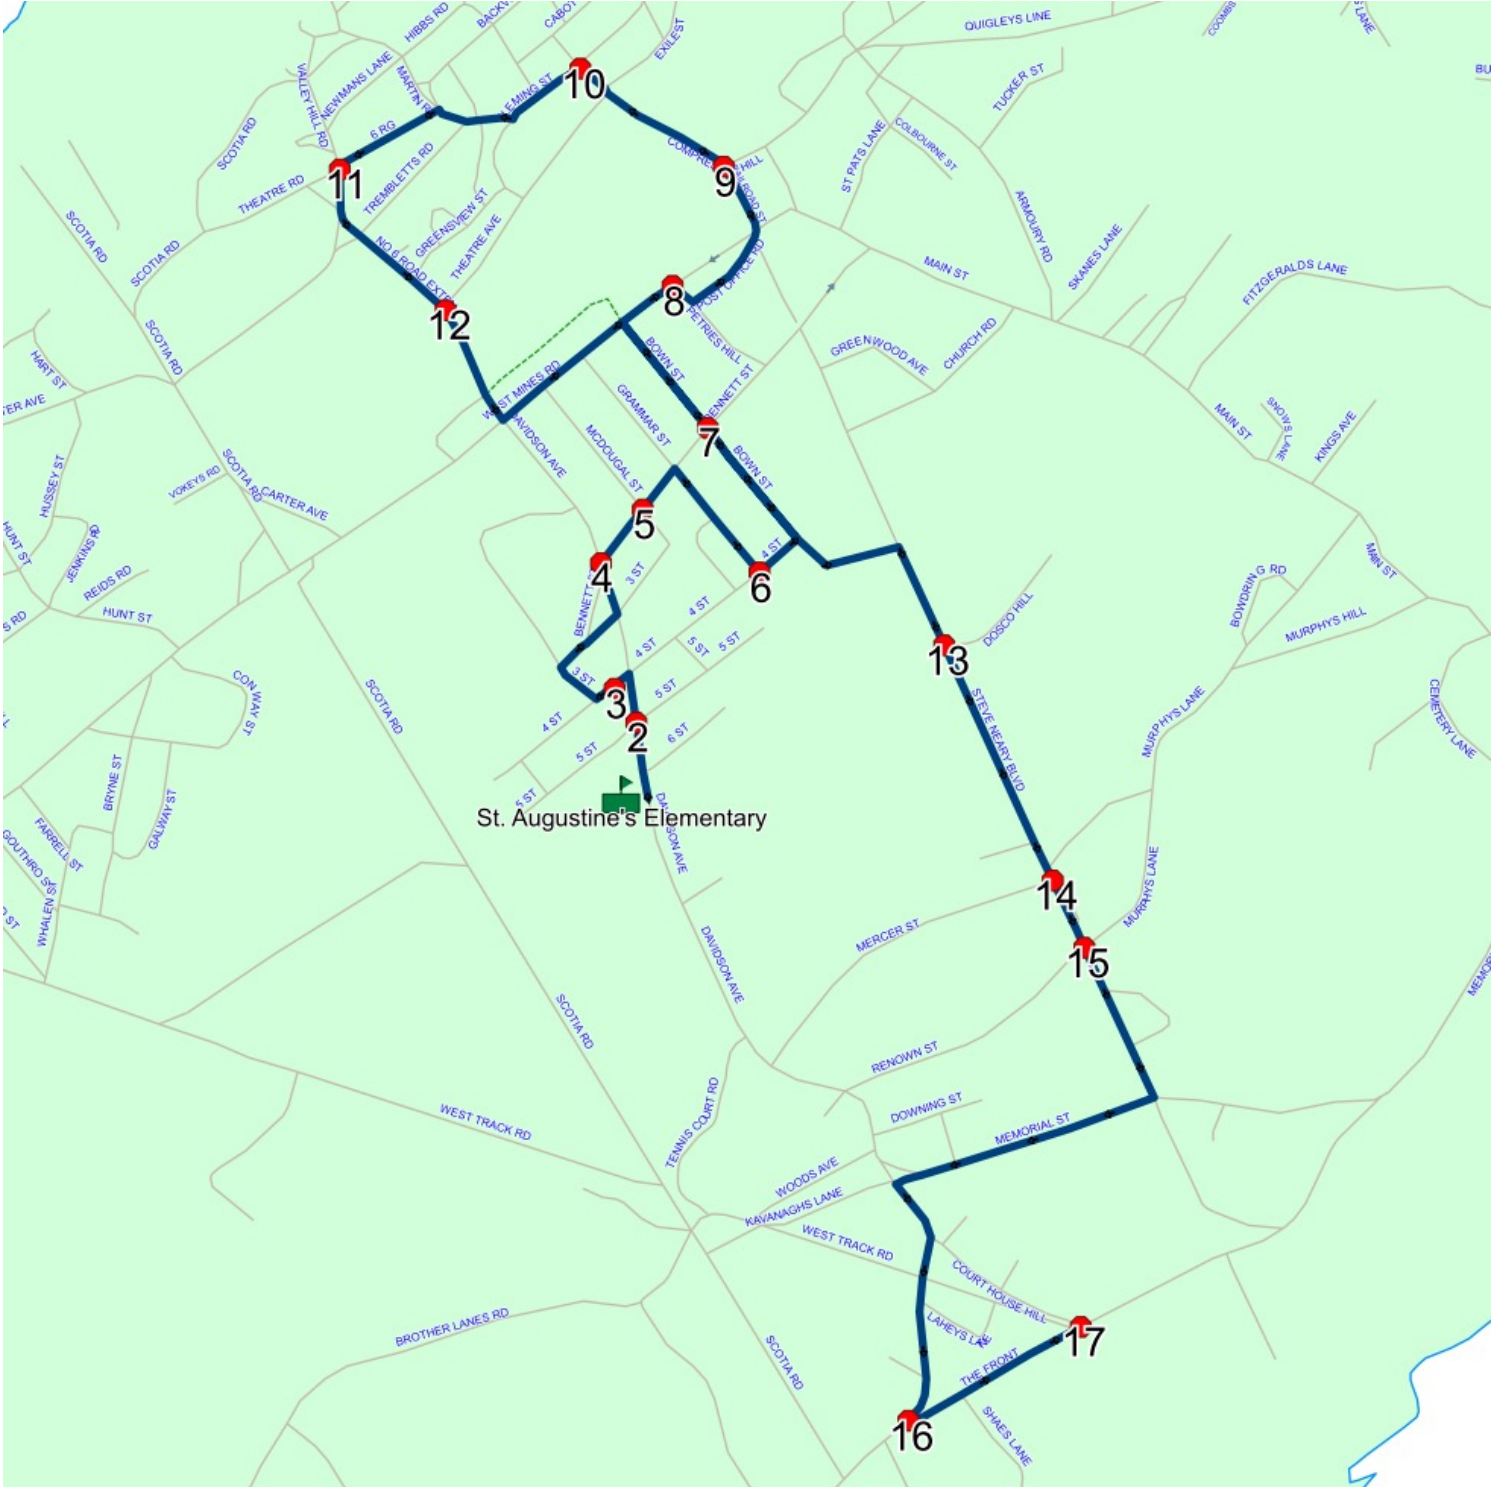 QUIGLEYS LINE
HIBBS RD
EXILE ST
NEWMANS LANE
VALLEY HILL RD
TUCKER ST
10
6 RG
SCOTIA RD
COLBOURNE ST
ST PATS LANE
9
HILL
11
THEATRE RD
TREMBLETTS RD
GREENSVIEW ST
THEATRE AVE
ARMOURY RD
SKANES LANE
SCOTIA RD
SCOTIA RD
NO 6 ROAD EXT
MAIN ST
FITZGERALDS LANE
8
POST OFFICE RD
PETRIES HILL
12
SCOTIA RD
GREENWOOD AVE
CHURCH RD
BOWN ST
HART ST
WEST MINES RD
BENNETT ST
GRAMMAR ST
TER AVE
DAVIDSON AVE
MCDOUGAL ST
7
BOWN ST
MAIN ST
SNOWS LANE
KINGS AVE
HUSSEY ST
VOKEYS RD
SCOTIA RD
CARTER AVE
5
HUNT ST
JENKINS RD
REIDS RD
HUNT ST
S RD
4
3 ST
4 ST
6
MAIN ST
BOWDRING RD
MURPHYS HILL
BENNETT
4 ST
4 ST
5 ST
5 ST
DOSCO HILL
13
3 ST
3
5 ST
4 ST
2
5 ST
6 ST
5 ST
CON WAY ST
SCOTIA RD
STEVE NEARY BLVD
MURPHYS LANE
CEMETERY LANE
BRYNE ST
GALWAY ST
FARRELL ST
GOUTHRO ST
WHALEN ST
D ST
St. Augustine's Elementary
DAVIDSON AVE
14
MURPHYS LANE
MERCER ST
15
DAVIDSON AVE
SCOTIA RD
RENOWN ST
DOWNING ST
MEMORIAL ST
WEST TRACK RD
TENNIS COURT RD
WOODS AVE
KAVANAGHS LANE
WEST TRACK RD
COURT HOUSE HILL
BROTHER LANES RD
SCOTIA RD
17
THE FRONT
16
SHAES LANE